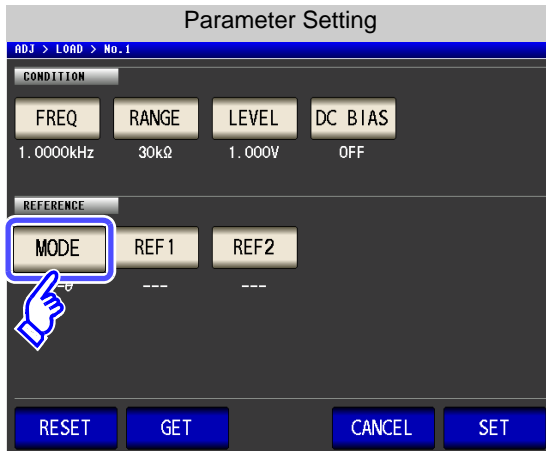 Parameter Setting
ADJ > LOAD > No.1
CONDITION
FREQ RANGE LEVEL DC BIAS
1.0000kHz 30kΩ 1.000V OFF
REFERENCE
MODE REF1 REF2
-θ --- ---
RESET GET CANCEL SET